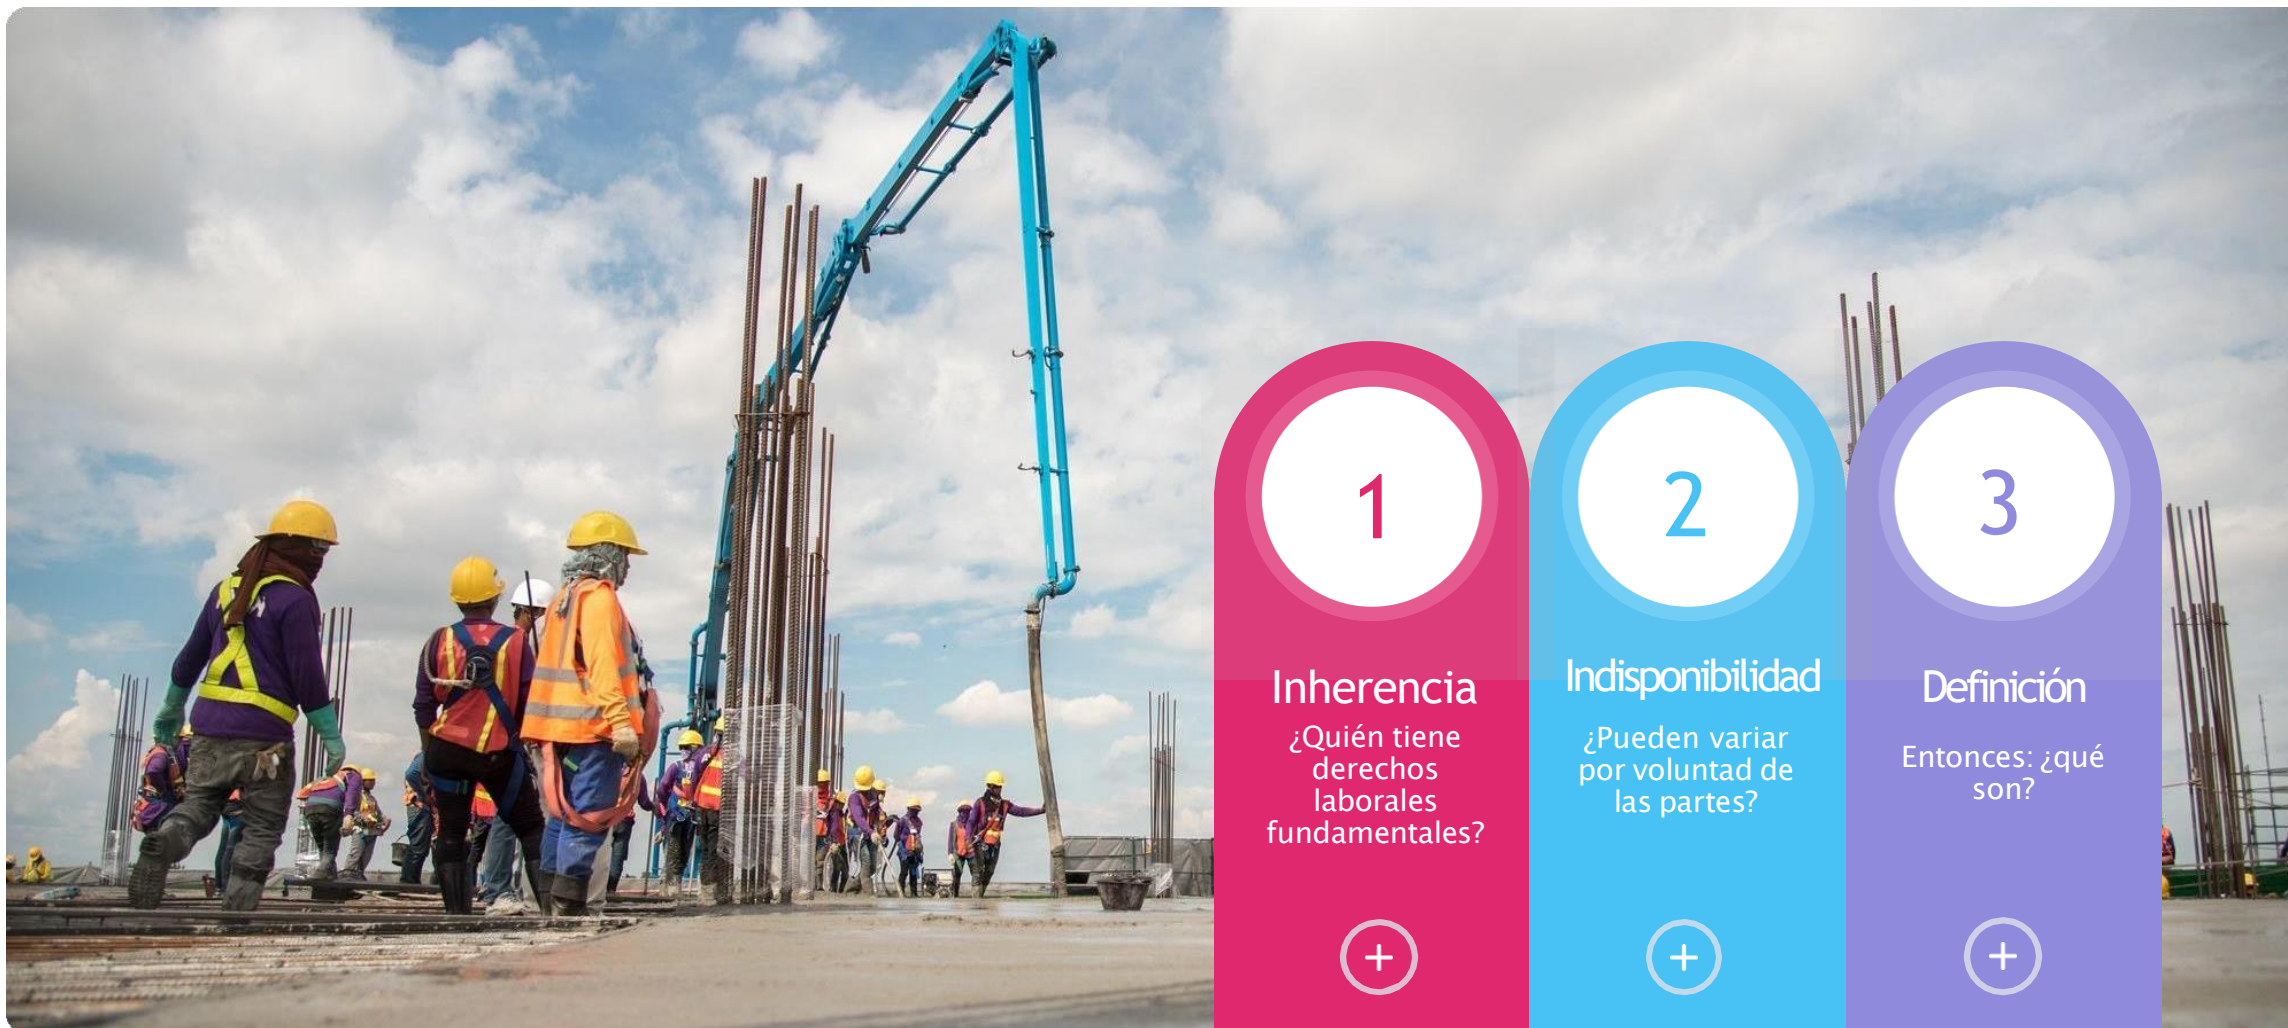 1
Inherencia
¿Quién tiene
derechos
laborales
fundamentales?
2
Indisponibilidad
¿Pueden variar
por voluntad de
las partes?
3
Definición
Entonces: ¿qué
son?